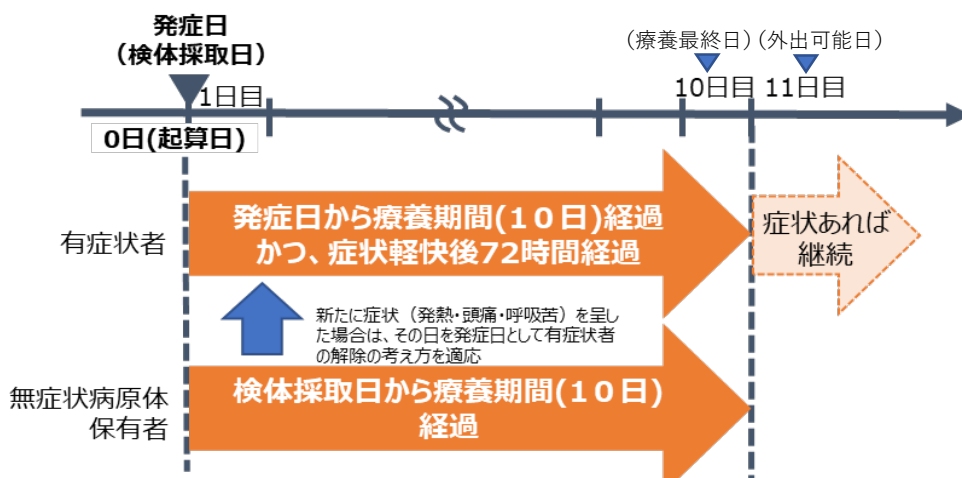 発症日
（検体採取日）
（療養最終日）
（外出可能日）
1日目
10日目
11日目
0日(起算日)
有症状者
発症日から療養期間(１０日)経過
かつ、症状軽快後72時間経過
症状あれば
継続
新たに症状（発熱・頭痛・呼吸苦）を呈し
た場合は、その日を発症日として有症状者
の解除の考え方を適応
無症状病原体
保有者
検体採取日から療養期間(１０日)
経過